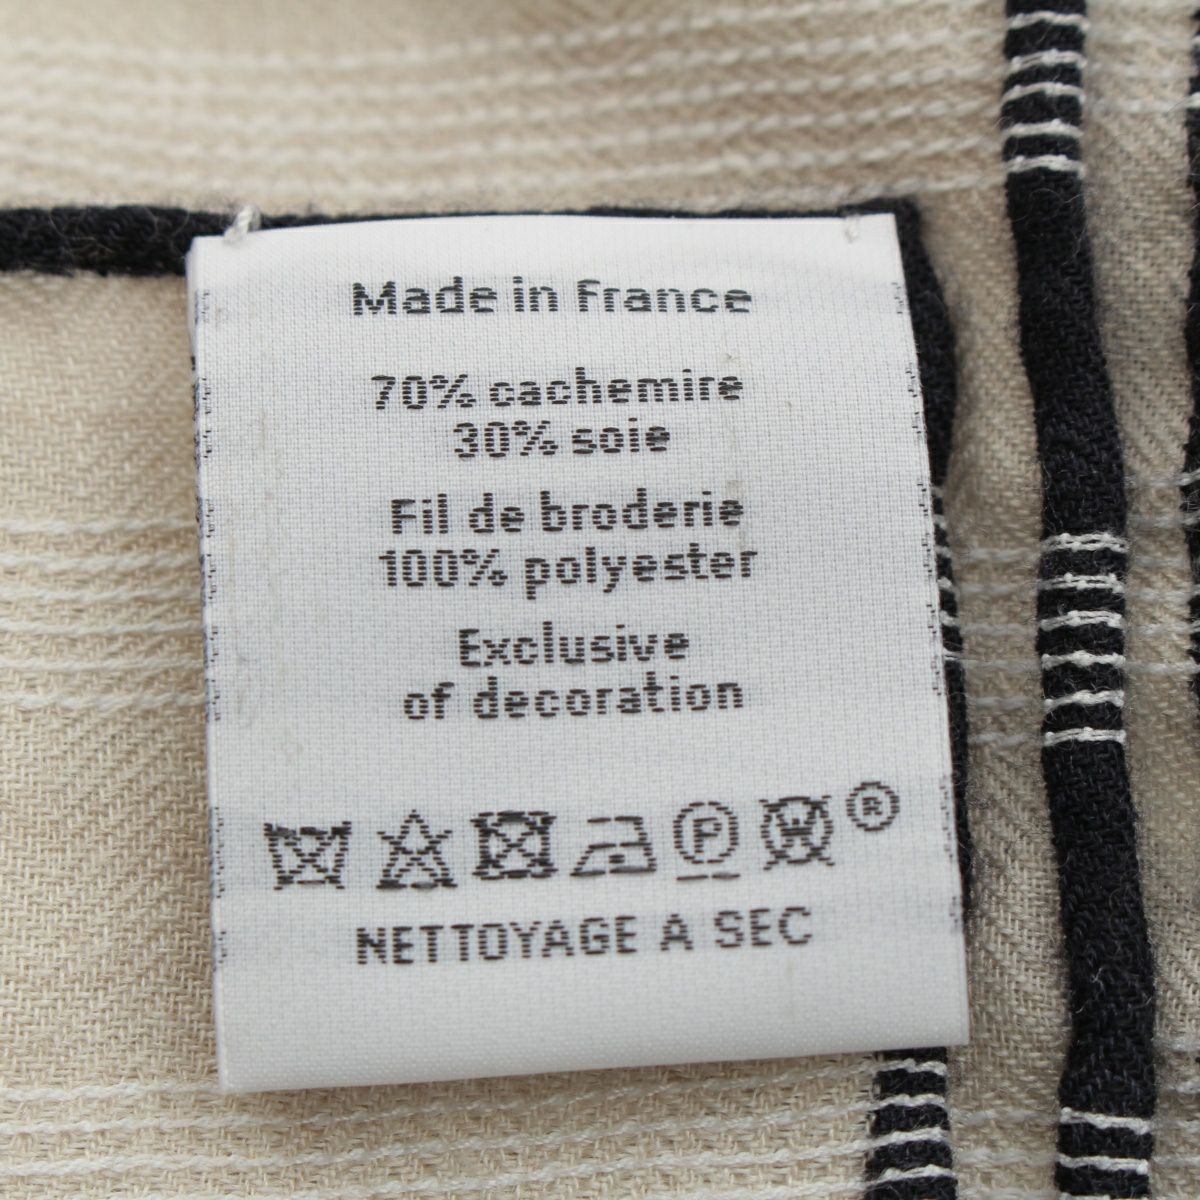 Made in France
70% cachemire
30% soie
Fil de broderie
100% polyester
Exclusive
of decoration
P W ®
NETTOYAGE A SEC